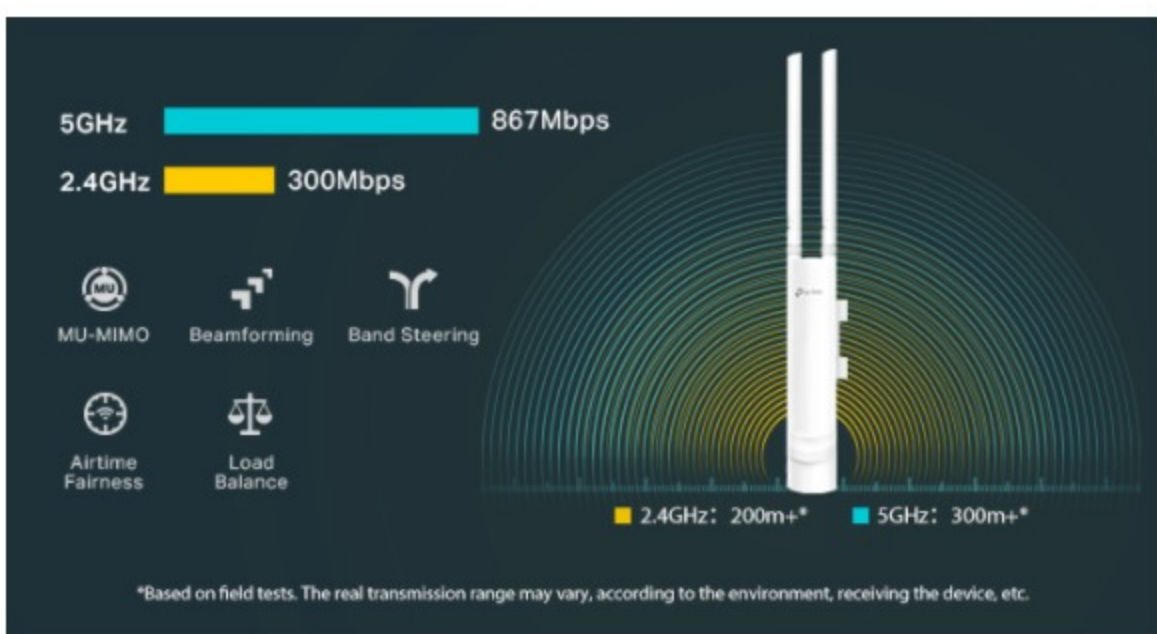 5GHz 867Mbps
2.4GHz 300Mbps
MU
MU-MIMO Beamforming Band Steering
Airtime Load
Fairness Balance
2.4GHz: 200m+* 5GHz: 300m+*
*Based on field tests. The real transmission range may vary, according to the environment, receiving the device, etc.